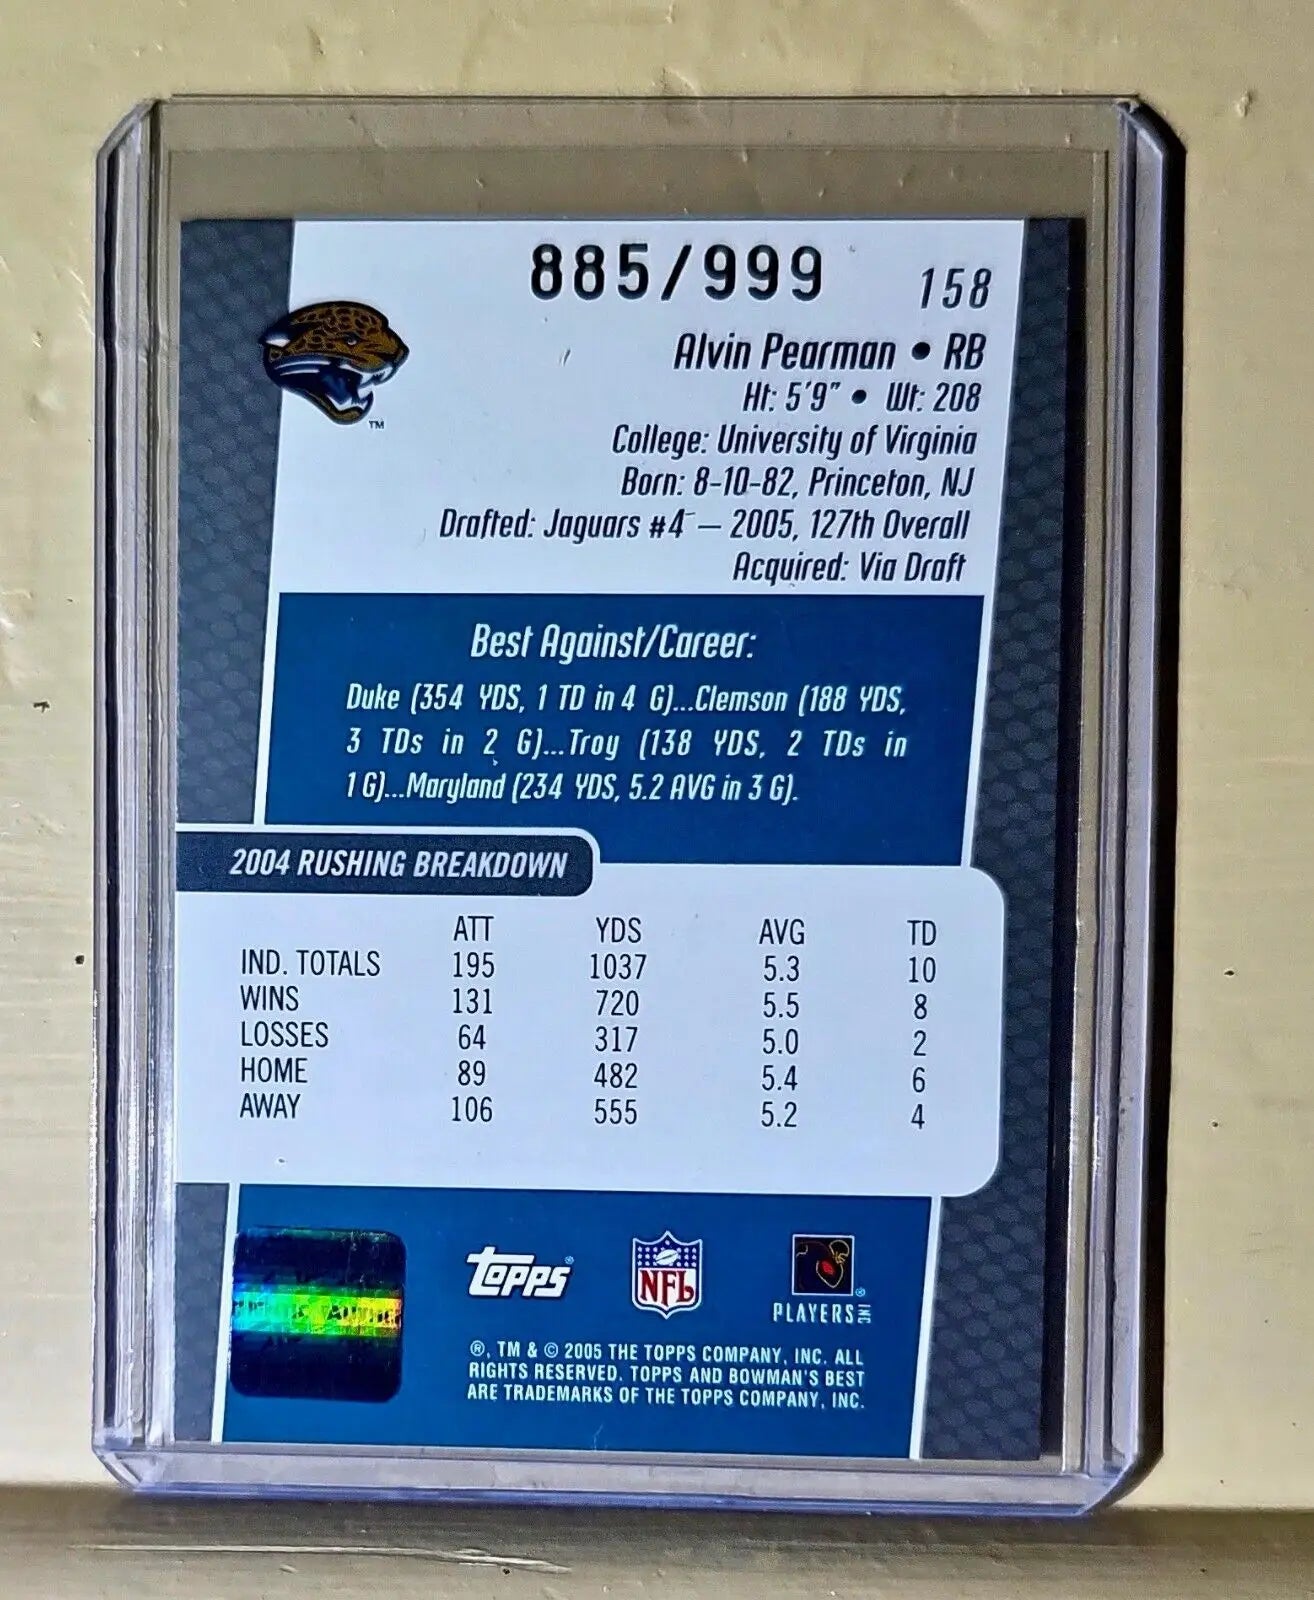 885/999
158
Alvin Pearman • RB
Ht: 5'9" • Wt: 208
College: University of Virginia
Born: 8-10-82, Princeton, NJ
Drafted: Jaguars #4 – 2005, 127th Overall
Acquired: Via Draft
TM
Best Against/Career:
Duke (354 YDS, 1 TD in 4 G)...Clemson (188 YDS,
3 TDs in 2 G)...Troy (138 YDS, 2 TDs in
1 G)...Maryland (234 YDS, 5.2 AVG in 3 G).
2004 RUSHING BREAKDOWN
ATT YDS AVG TD
IND. TOTALS 195 1037 5.3 10
WINS 131 720 5.5 8
LOSSES 64 317 5.0 2
HOME 89 482 5.4 6
AWAY 106 555 5.2 4
topps®
NFL
PLAYERS INC ®
®, TM & © 2005 THE TOPPS COMPANY, INC. ALL
RIGHTS RESERVED. TOPPS AND BOWMAN'S BEST
ARE TRADEMARKS OF THE TOPPS COMPANY, INC.